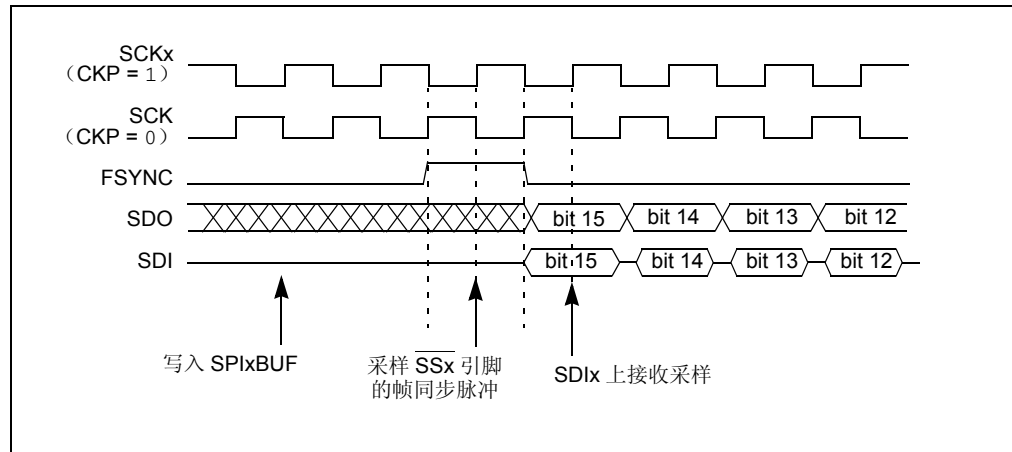 SCKx
（CKP = 1）
SCK
（CKP = 0）
FSYNC
SDO
bit 15 bit 14 bit 13 bit 12
SDI
bit 15 bit 14 bit 13 bit 12
写入 SPIxBUF
采样 SSx 引脚
的帧同步脉冲
SDIx 上接收采样